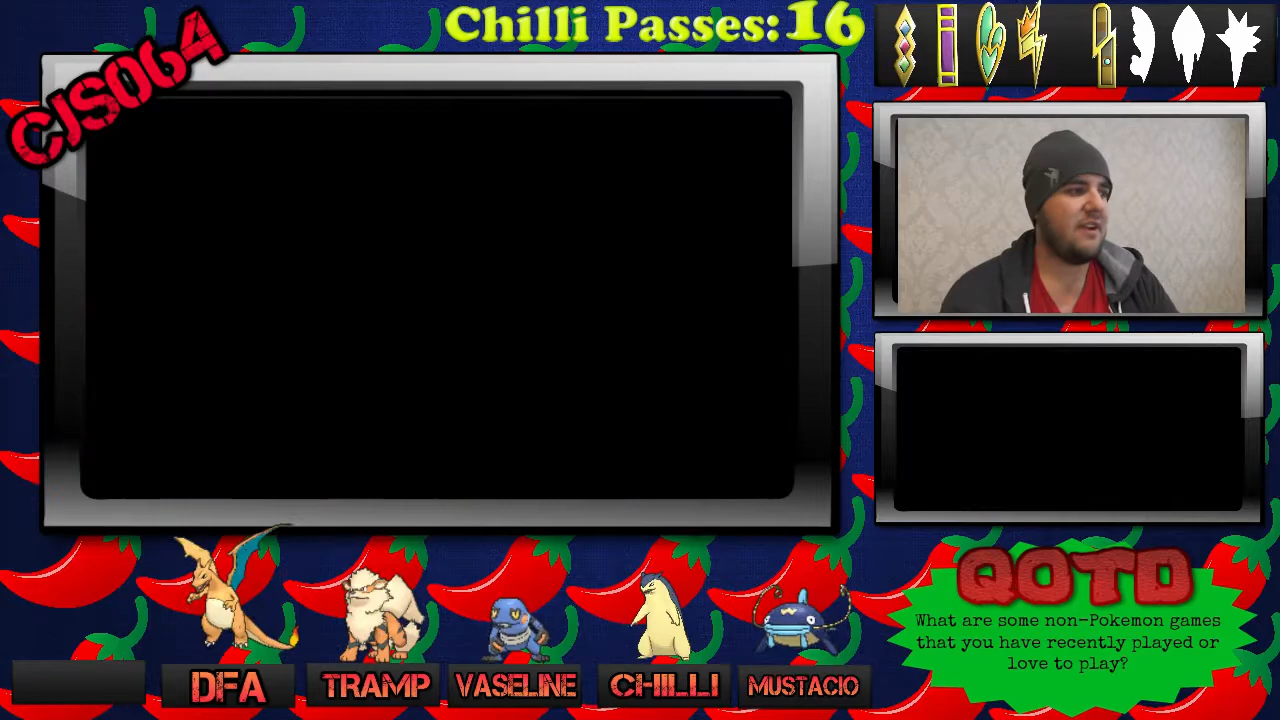 Chilli Passes:16
CJS064
QOTD
What are some non-Pokemon games
that you have recently played or
love to play?
DFA
TRAMP
VASELINE
CHIILLI
MUSTACIO